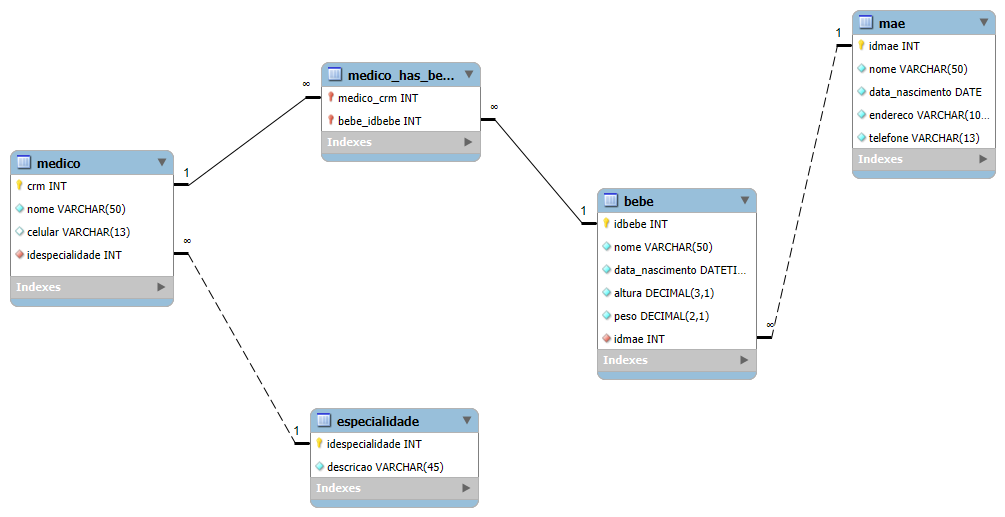 mae
idmae INT
nome VARCHAR(50)
data_nascimento DATE
endereco VARCHAR(10...
telefone VARCHAR(13)
Indexes
1
medico_has_be...
medico_crm INT
bebe_idbebe INT
Indexes
∞
∞
medico
crm INT
nome VARCHAR(50)
celular VARCHAR(13)
idespecialidade INT
Indexes
1
∞
bebe
idbebe INT
nome VARCHAR(50)
data_nascimento DATETI...
altura DECIMAL(3,1)
peso DECIMAL(2,1)
idmae INT
Indexes
1
∞
especialidade
idespecialidade INT
descricao VARCHAR(45)
Indexes
1